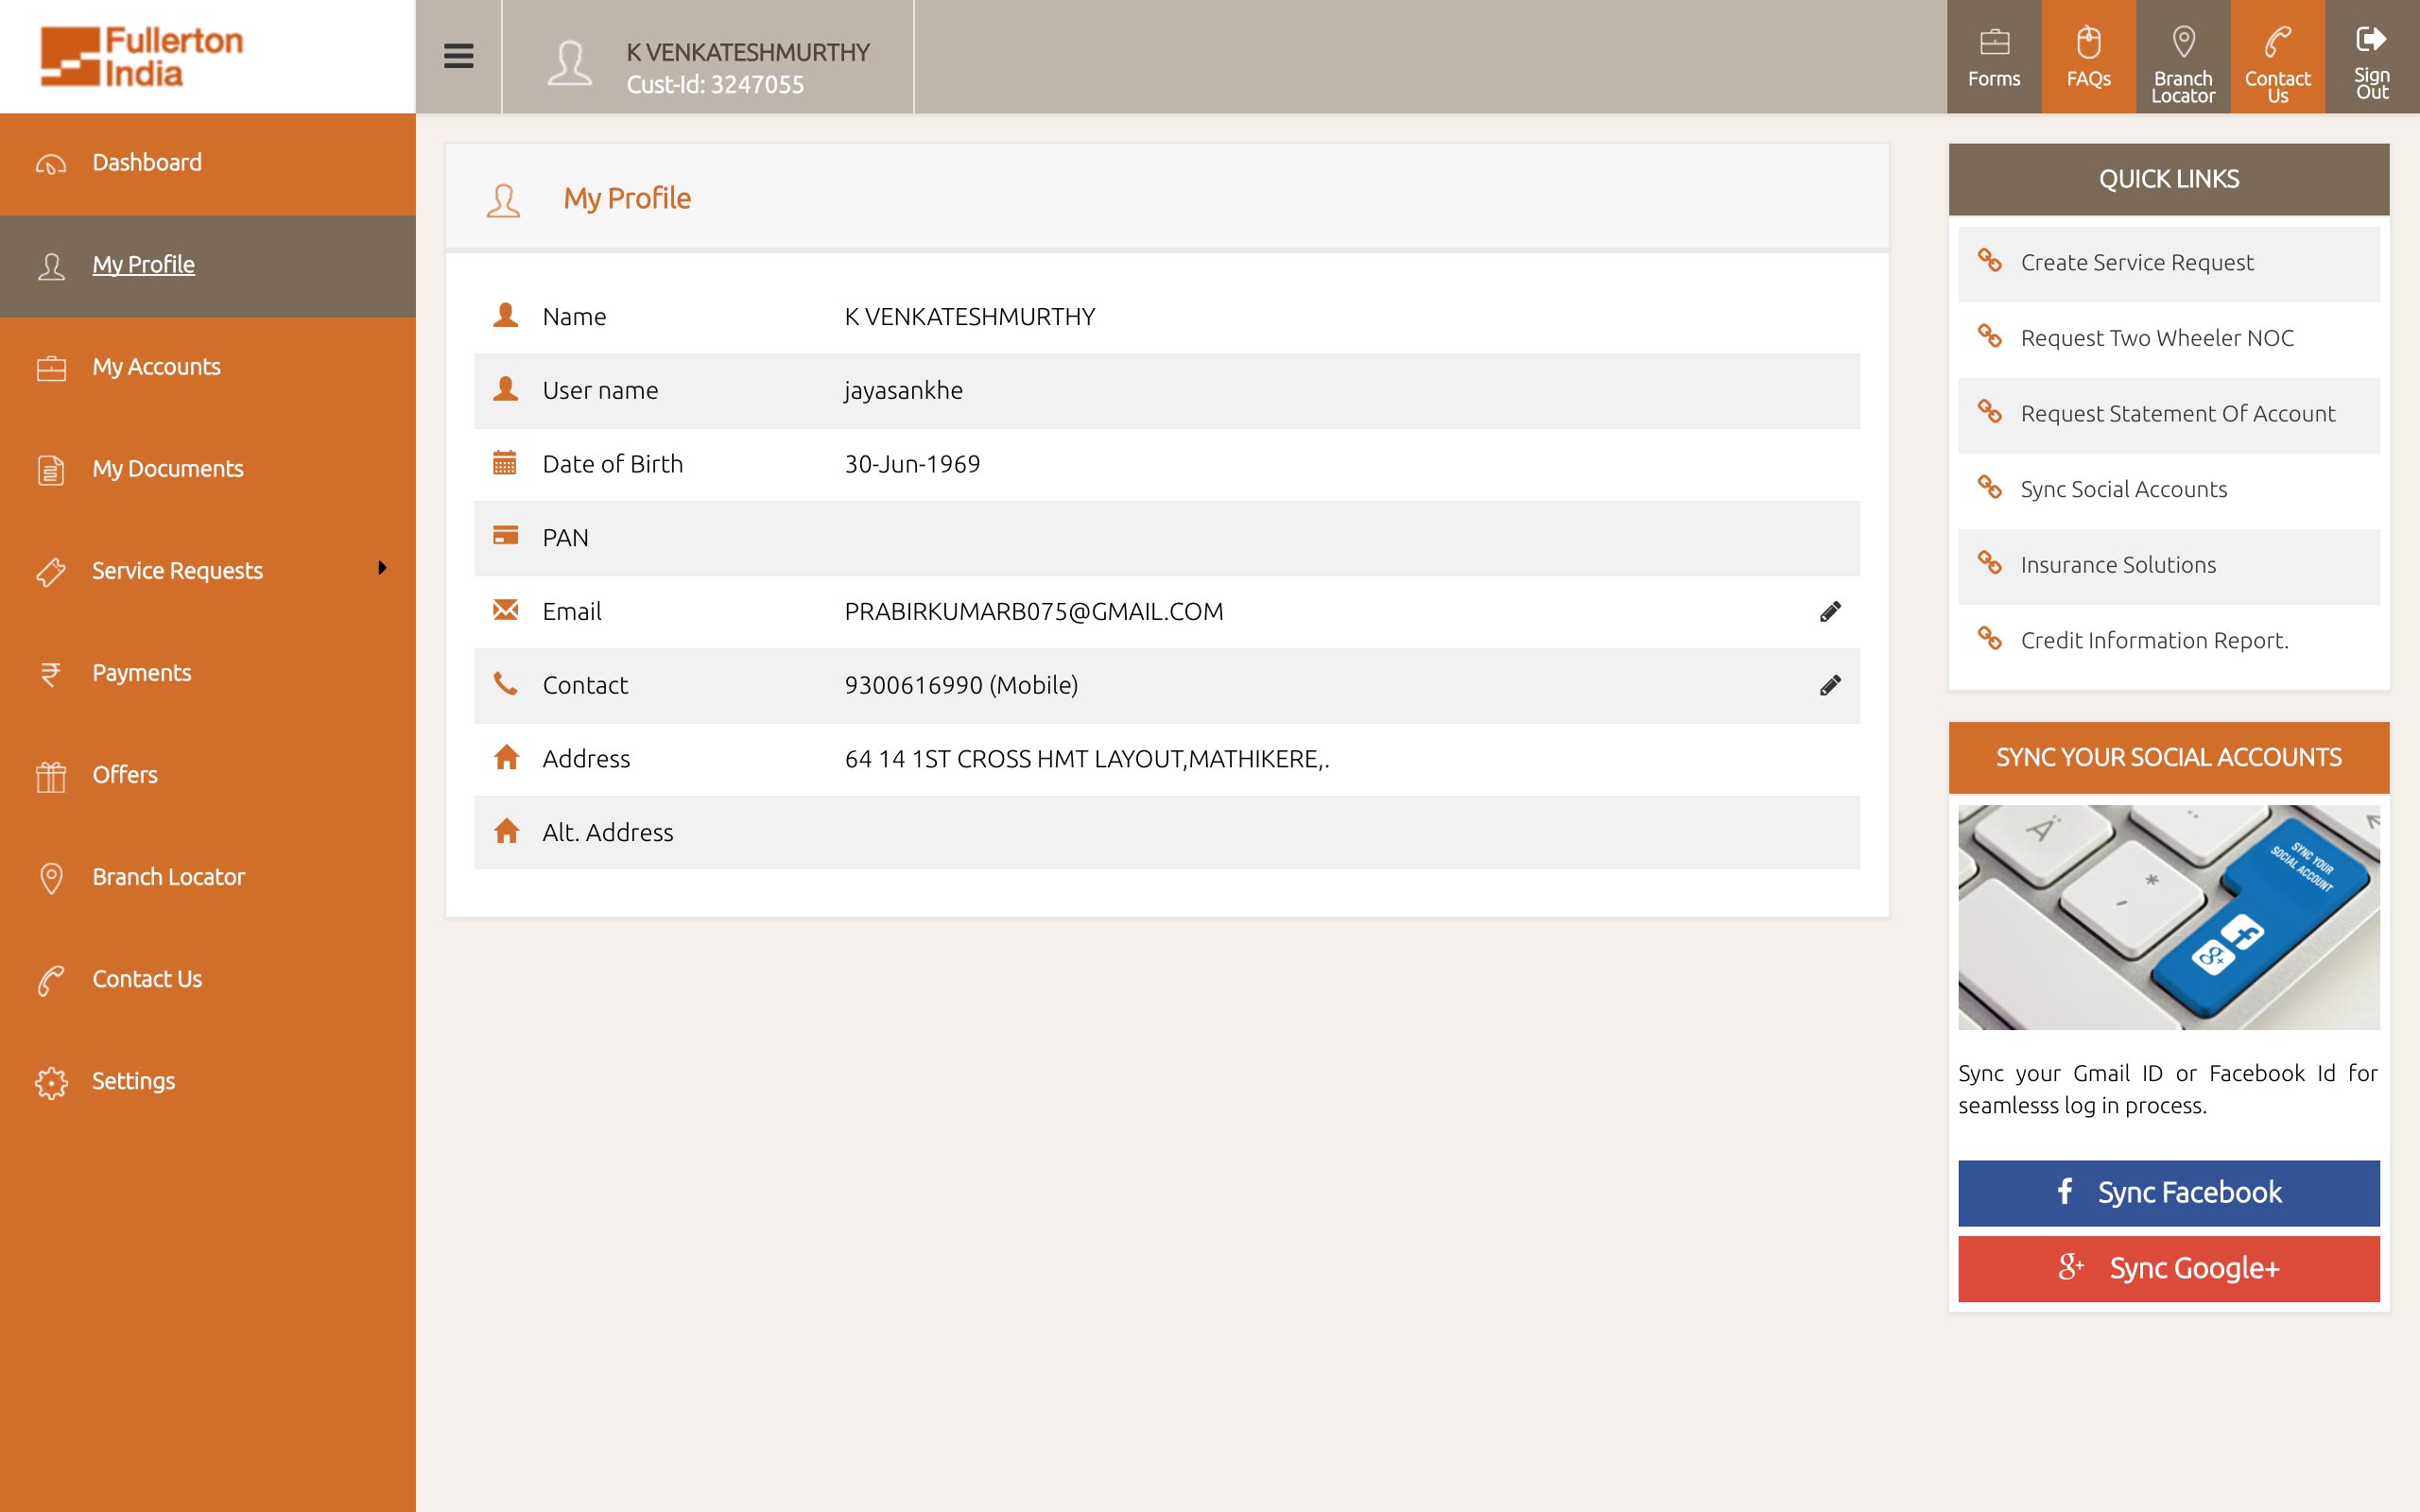 Fullerton
India
K VENKATESHMURTHY
Cust-Id: 3247055
Forms
FAQs
Branch
Locator
Contact
Us
Sign
Out
Dashboard
My Profile
My Accounts
My Documents
Service Requests
Payments
Offers
Branch Locator
Contact Us
Settings
My Profile
Name K VENKATESHMURTHY
User name jayasankhe
Date of Birth 30-Jun-1969
PAN
Email PRABIRKUMARB075@GMAIL.COM
Contact 9300616990 (Mobile)
Address 64 14 1ST CROSS HMT LAYOUT,MATHIKERE,.
Alt. Address
QUICK LINKS
Create Service Request
Request Two Wheeler NOC
Request Statement Of Account
Sync Social Accounts
Insurance Solutions
Credit Information Report.
SYNC YOUR SOCIAL ACCOUNTS
SYNC YOUR
SOCIAL ACCOUNT
Sync your Gmail ID or Facebook Id for
seamlesss log in process.
Sync Facebook
Sync Google+